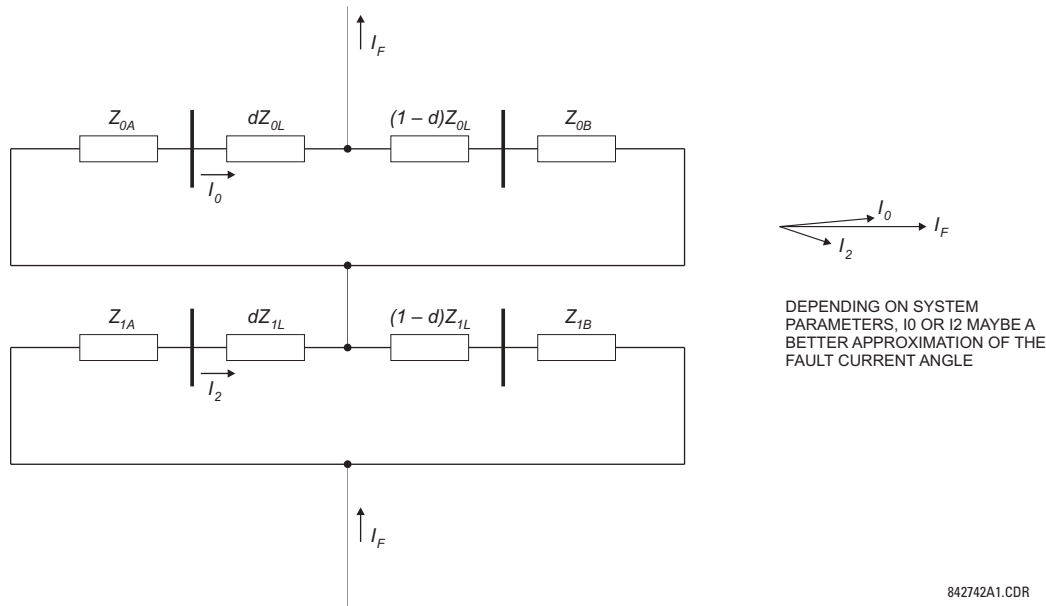 I_F
Z_0A dZ_0L (1 – d)Z_0L Z_0B
I_0
I_0
I_F
I_2
Z_1A dZ_1L (1 – d)Z_1L Z_1B
I_2
DEPENDING ON SYSTEM
PARAMETERS, I0 OR I2 MAYBE A
BETTER APPROXIMATION OF THE
FAULT CURRENT ANGLE
I_F
842742A1.CDR